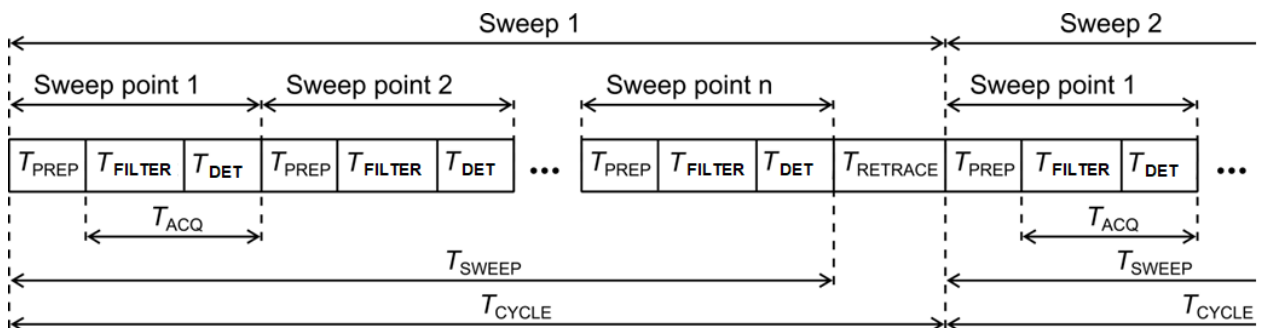 Sweep 1 Sweep 2
Sweep point 1 Sweep point 2 Sweep point n Sweep point 1
TPREP TFILTER TDET TPREP TFILTER TDET ••• TPREP TFILTER TDET TRETRACE TPREP TFILTER TDET •••
TACQ TACQ
TSWEEP TSWEEP
TCYCLE TCYCLE